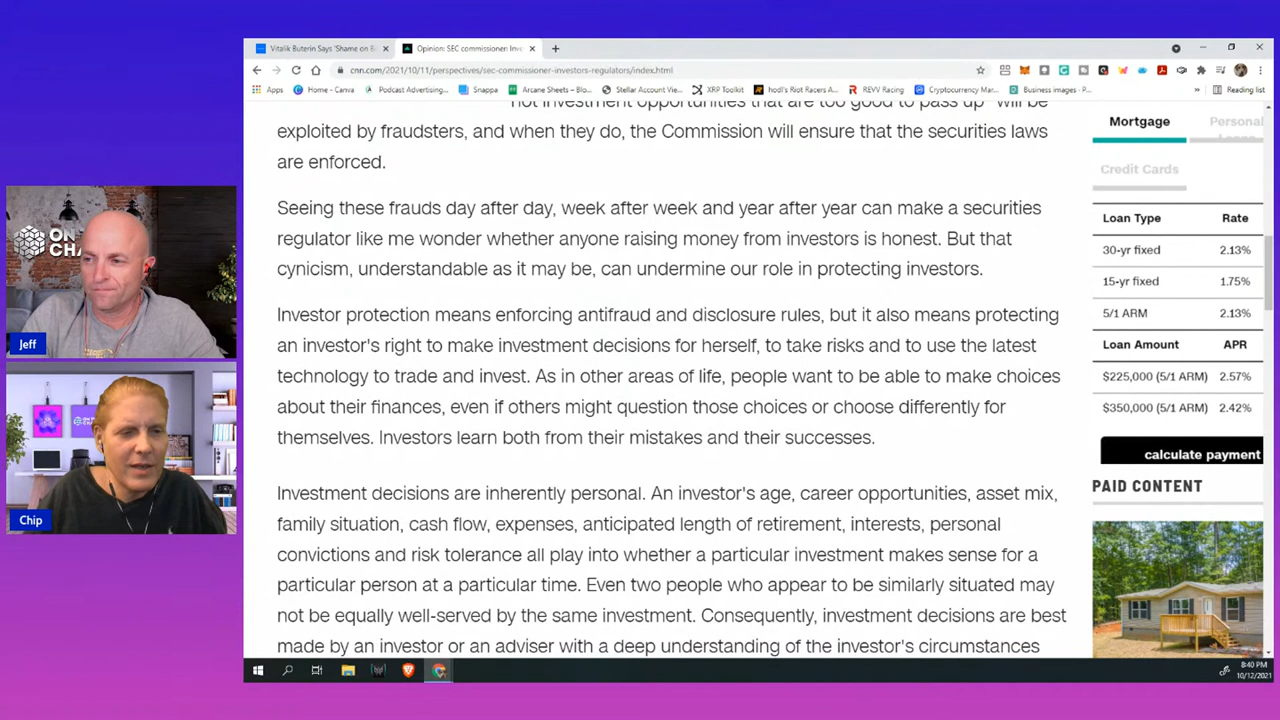 Vitalik Buterin Says 'Shame on B
Opinion: SEC commissioner: Inve
cnn.com/2021/10/11/perspectives/sec-commissioner-investors-regulators/index.html
Apps
Home - Canva
Podcast Advertising...
Snappa
Arcane Sheets – Blo...
Stellar Account Vie...
XRP Toolkit
hodl's Riot Racers A...
REVV Racing
Cryptocurrency Mar...
Business images - P...
Reading list
not investment opportunities that are too good to pass up" will be
exploited by fraudsters, and when they do, the Commission will ensure that the securities laws
are enforced.
Seeing these frauds day after day, week after week and year after year can make a securities
regulator like me wonder whether anyone raising money from investors is honest. But that
cynicism, understandable as it may be, can undermine our role in protecting investors.
Investor protection means enforcing antifraud and disclosure rules, but it also means protecting
an investor's right to make investment decisions for herself, to take risks and to use the latest
technology to trade and invest. As in other areas of life, people want to be able to make choices
about their finances, even if others might question those choices or choose differently for
themselves. Investors learn both from their mistakes and their successes.
Investment decisions are inherently personal. An investor's age, career opportunities, asset mix,
family situation, cash flow, expenses, anticipated length of retirement, interests, personal
convictions and risk tolerance all play into whether a particular investment makes sense for a
particular person at a particular time. Even two people who appear to be similarly situated may
not be equally well-served by the same investment. Consequently, investment decisions are best
made by an investor or an adviser with a deep understanding of the investor's circumstances
Mortgage
Personal
Loans
Credit Cards
Loan Type Rate
30-yr fixed 2.13%
15-yr fixed 1.75%
5/1 ARM 2.13%
Loan Amount APR
$225,000 (5/1 ARM) 2.57%
$350,000 (5/1 ARM) 2.42%
calculate payment
PAID CONTENT
ON
CHA
Jeff
Chip
8:40 PM
10/12/2021